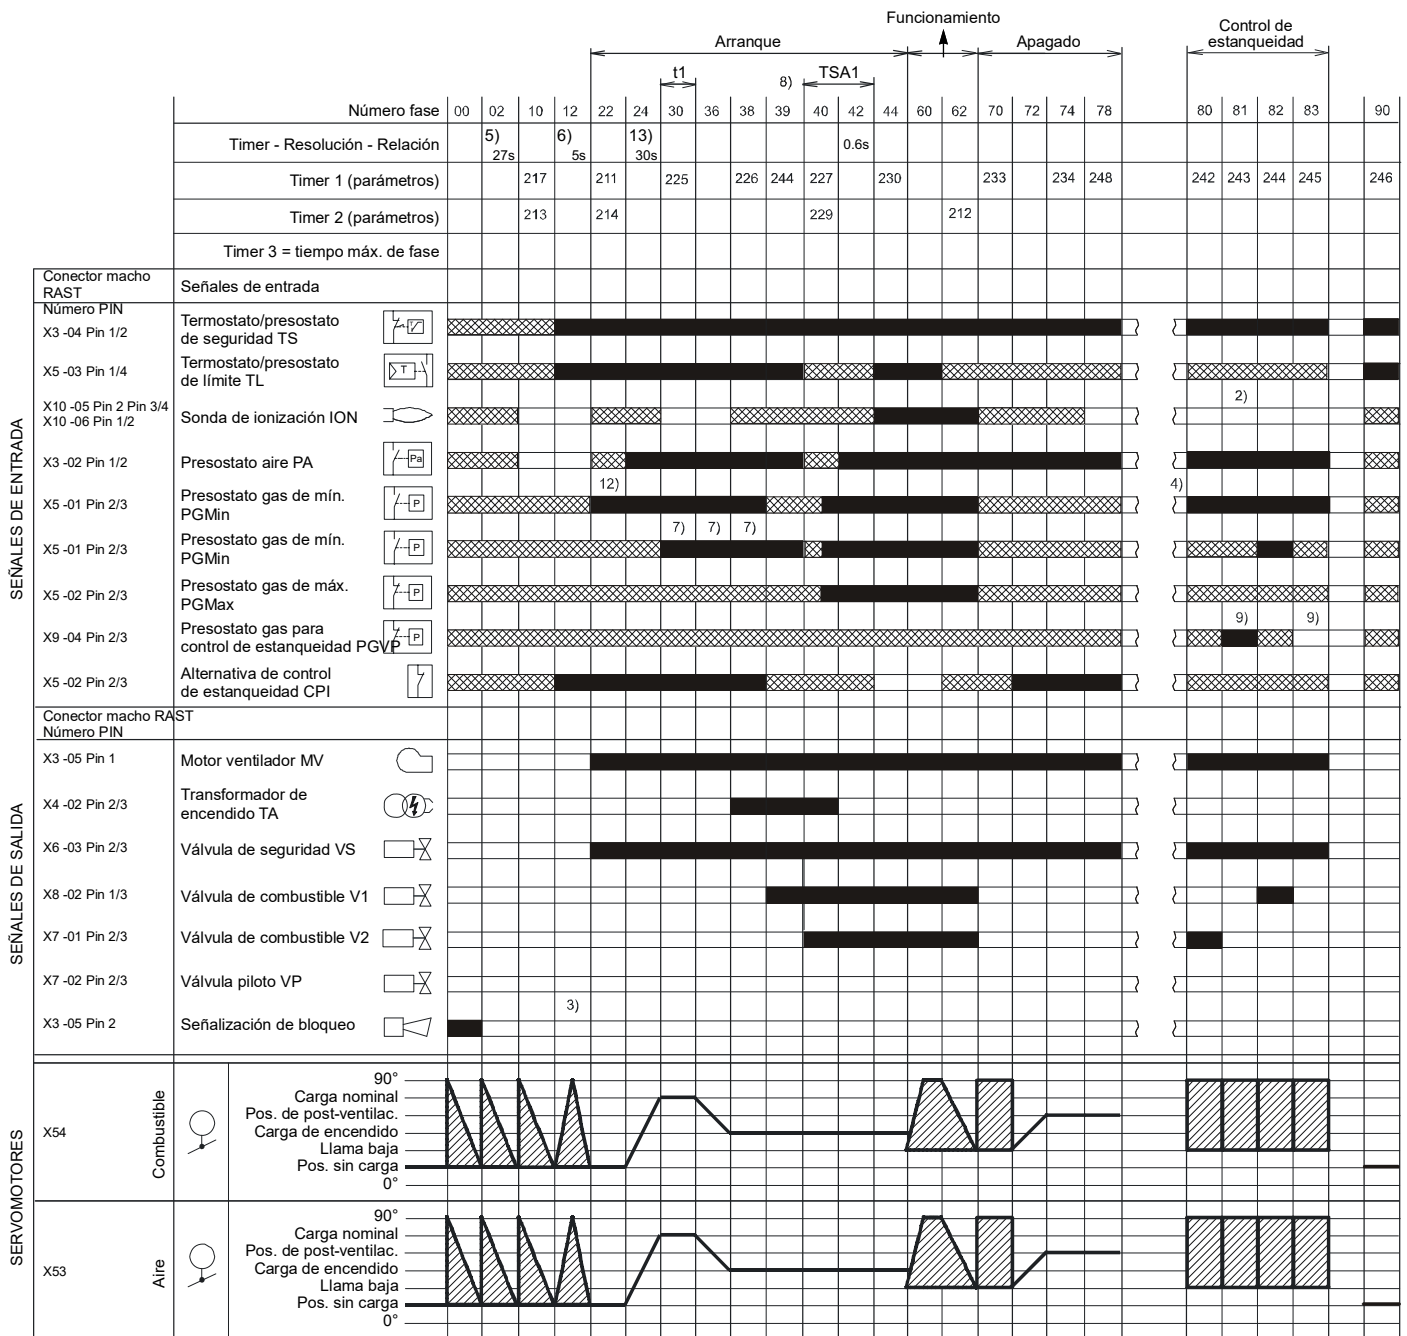 Funcionamiento
Arranque
Apagado
Control de
estanqueidad
t1
8)
TSA1
Número fase 00 02 10 12 22 24 30 36 38 39 40 42 44 60 62 70 72 74 78 80 81 82 83 90
Timer - Resolución - Relación 5) 27s 6) 5s 13) 30s 0.6s
Timer 1 (parámetros) 217 211 225 226 244 227 230 233 234 248 242 243 244 245 246
Timer 2 (parámetros) 213 214 229 212
Timer 3 = tiempo máx. de fase
Conector macho
RAST
Señales de entrada
Número PIN
SEÑALES DE ENTRADA
X3 -04 Pin 1/2
Termostato/presostato
de seguridad TS
X5 -03 Pin 1/4
Termostato/presostato
de límite TL
T
2)
X10 -05 Pin 2 Pin 3/4
X10 -06 Pin 1/2
Sonda de ionización ION
X3 -02 Pin 1/2
Presostato aire PA
Pa
12)
4)
X5 -01 Pin 2/3
Presostato gas de mín.
PGMin
P
7) 7) 7)
X5 -01 Pin 2/3
Presostato gas de mín.
PGMin
P
X5 -02 Pin 2/3
Presostato gas de máx.
PGMax
P
9) 9)
X9 -04 Pin 2/3
Presostato gas para
control de estanqueidad PGVP
P
X5 -02 Pin 2/3
Alternativa de control
de estanqueidad CPI
Conector macho RAST
Número PIN
SEÑALES DE SALIDA
X3 -05 Pin 1
Motor ventilador MV
X4 -02 Pin 2/3
Transformador de
encendido TA
X6 -03 Pin 2/3
Válvula de seguridad VS
X8 -02 Pin 1/3
Válvula de combustible V1
X7 -01 Pin 2/3
Válvula de combustible V2
X7 -02 Pin 2/3
Válvula piloto VP
3)
X3 -05 Pin 2
Señalización de bloqueo
SERVOMOTORES
X54
Combustible
90°
Carga nominal
Pos. de post-ventilac.
Carga de encendido
Llama baja
Pos. sin carga
0°
X53
Aire
90°
Carga nominal
Pos. de post-ventilac.
Carga de encendido
Llama baja
Pos. sin carga
0°